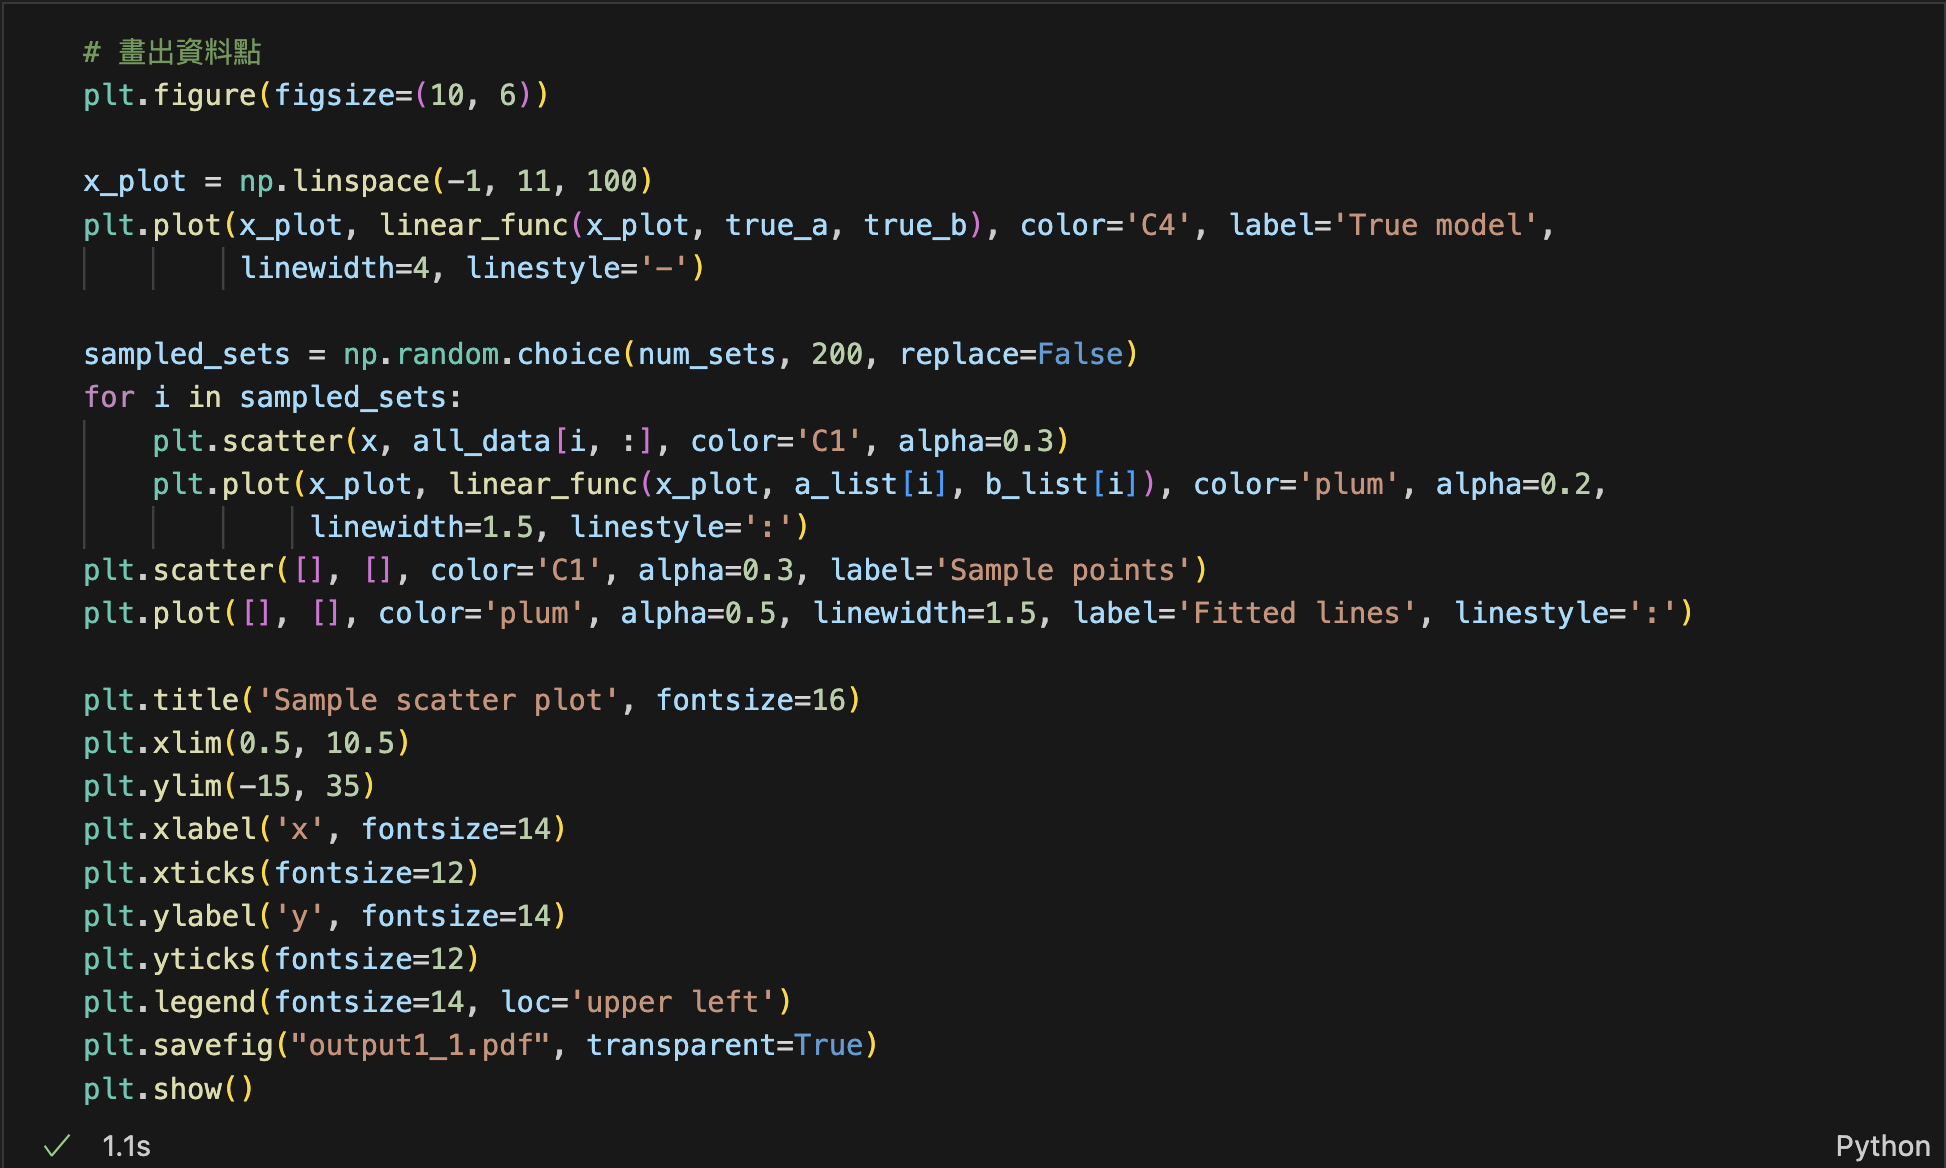 # 畫出資料點
plt.figure(figsize=(10, 6))
x_plot = np.linspace(-1, 11, 100)
plt.plot(x_plot, linear_func(x_plot, true_a, true_b), color='C4', label='True model',
         linewidth=4, linestyle='-')
sampled_sets = np.random.choice(num_sets, 200, replace=False)
for i in sampled_sets:
    plt.scatter(x, all_data[i, :], color='C1', alpha=0.3)
    plt.plot(x_plot, linear_func(x_plot, a_list[i], b_list[i]), color='plum', alpha=0.2,
             linewidth=1.5, linestyle=':')
plt.scatter([], [], color='C1', alpha=0.3, label='Sample points')
plt.plot([], [], color='plum', alpha=0.5, linewidth=1.5, label='Fitted lines', linestyle=':')
plt.title('Sample scatter plot', fontsize=16)
plt.xlim(0.5, 10.5)
plt.ylim(-15, 35)
plt.xlabel('x', fontsize=14)
plt.xticks(fontsize=12)
plt.ylabel('y', fontsize=14)
plt.yticks(fontsize=12)
plt.legend(fontsize=14, loc='upper left')
plt.savefig("output1_1.pdf", transparent=True)
plt.show()
✓ 1.1s
Python